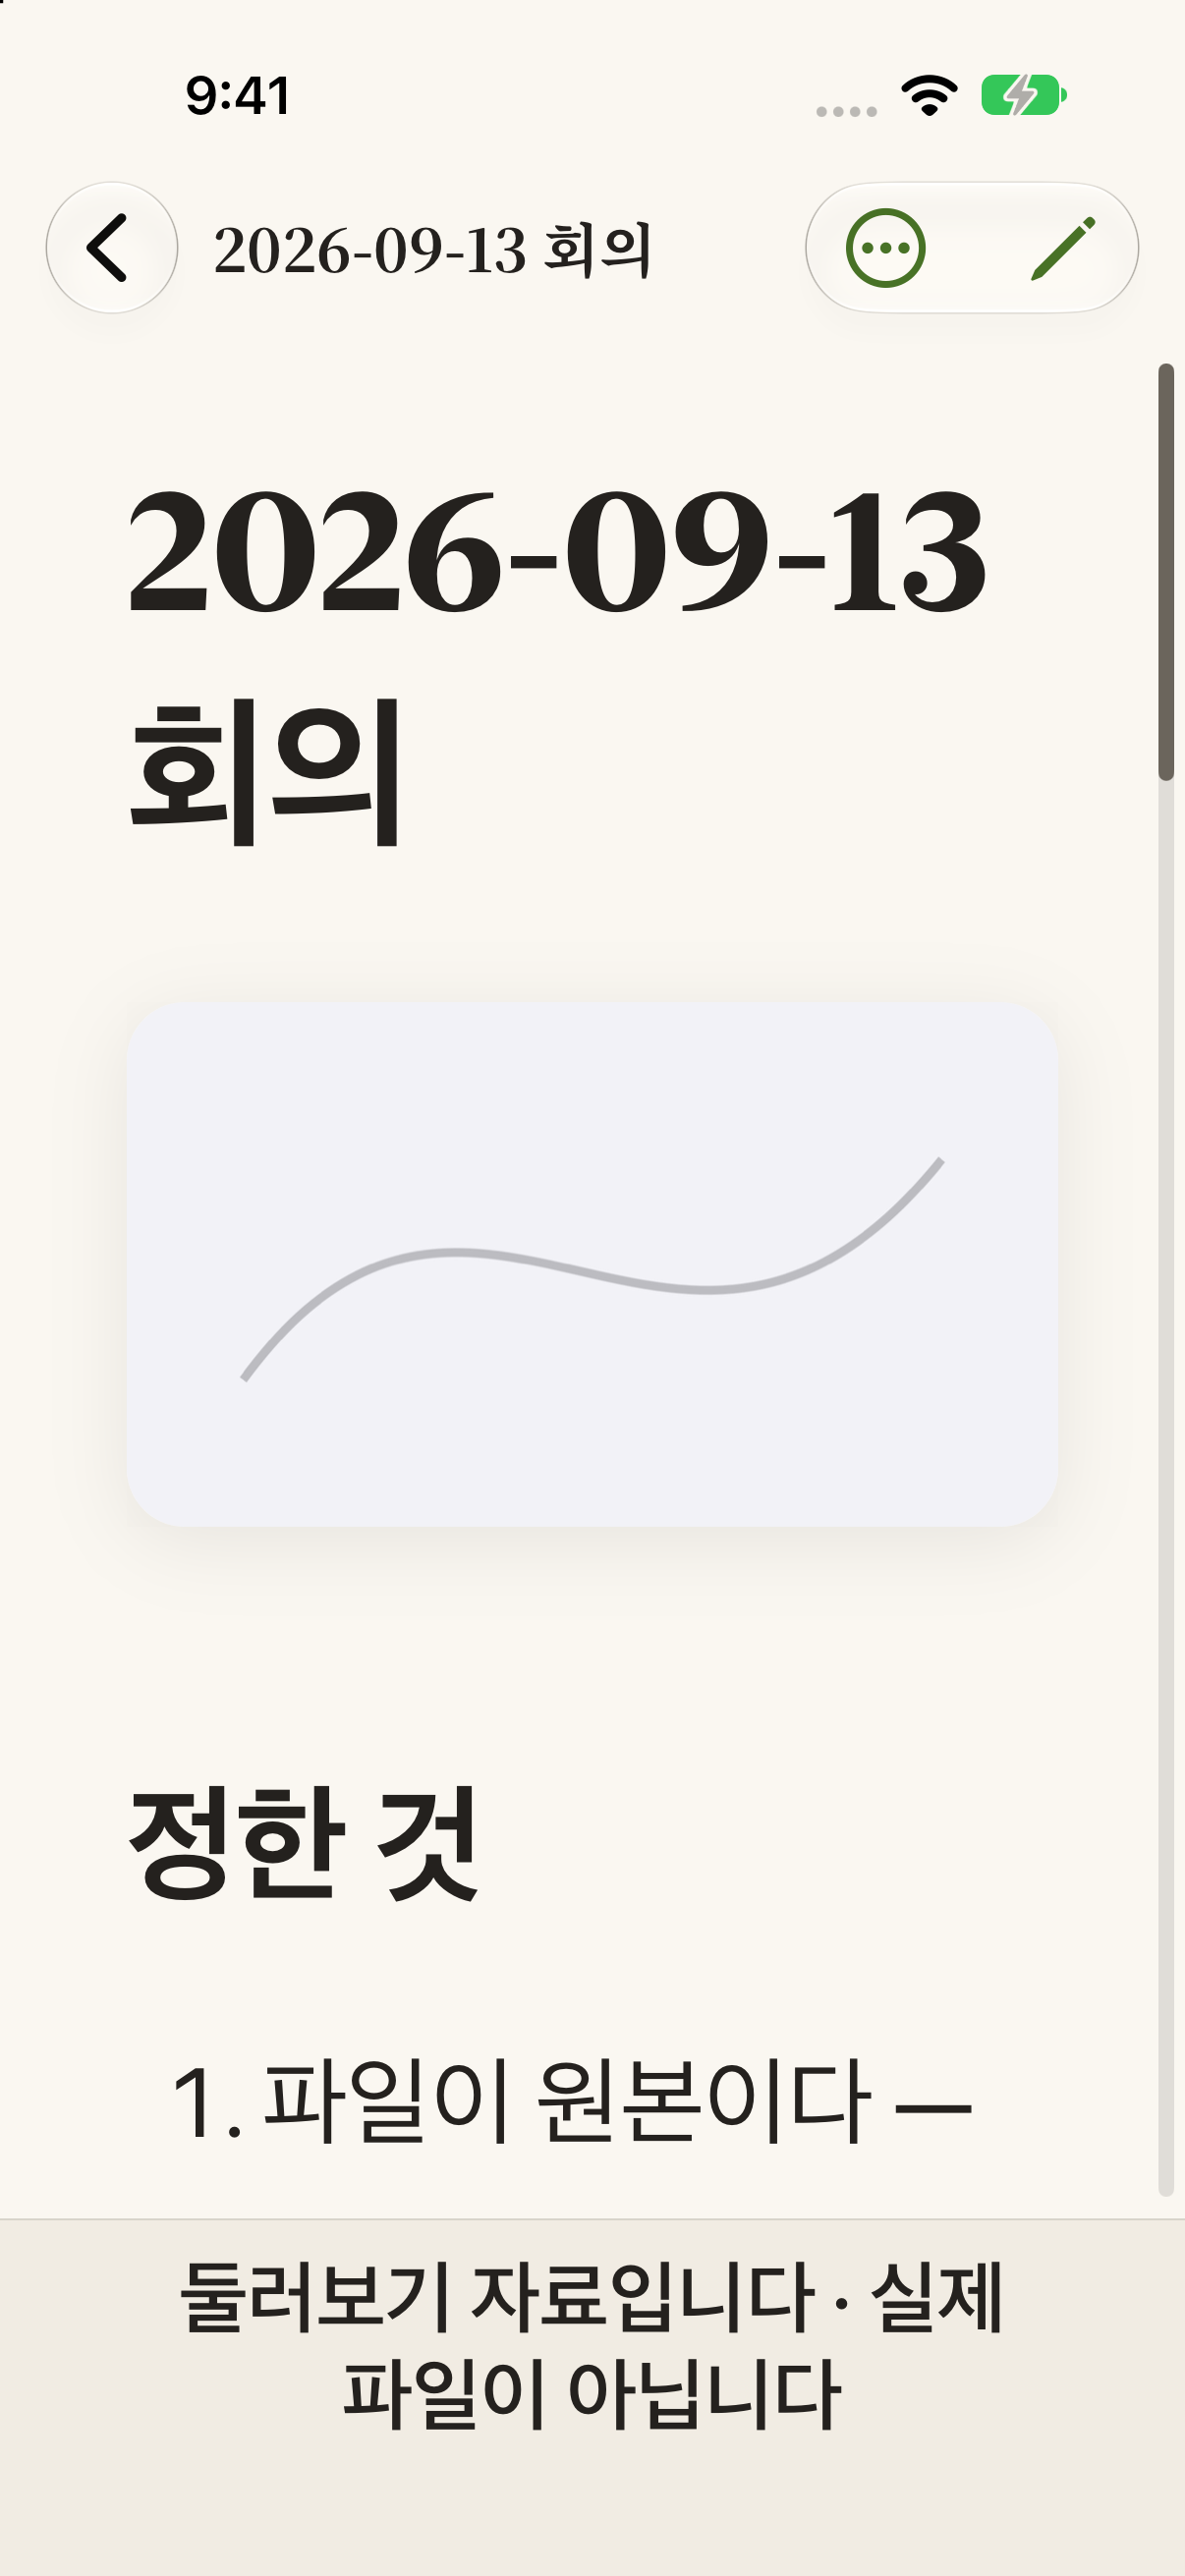 9:41
2026-09-13 회의
2026-09-13
회의
정한 것
1. 파일이 원본이다 —
둘러보기 자료입니다 · 실제
파일이 아닙니다